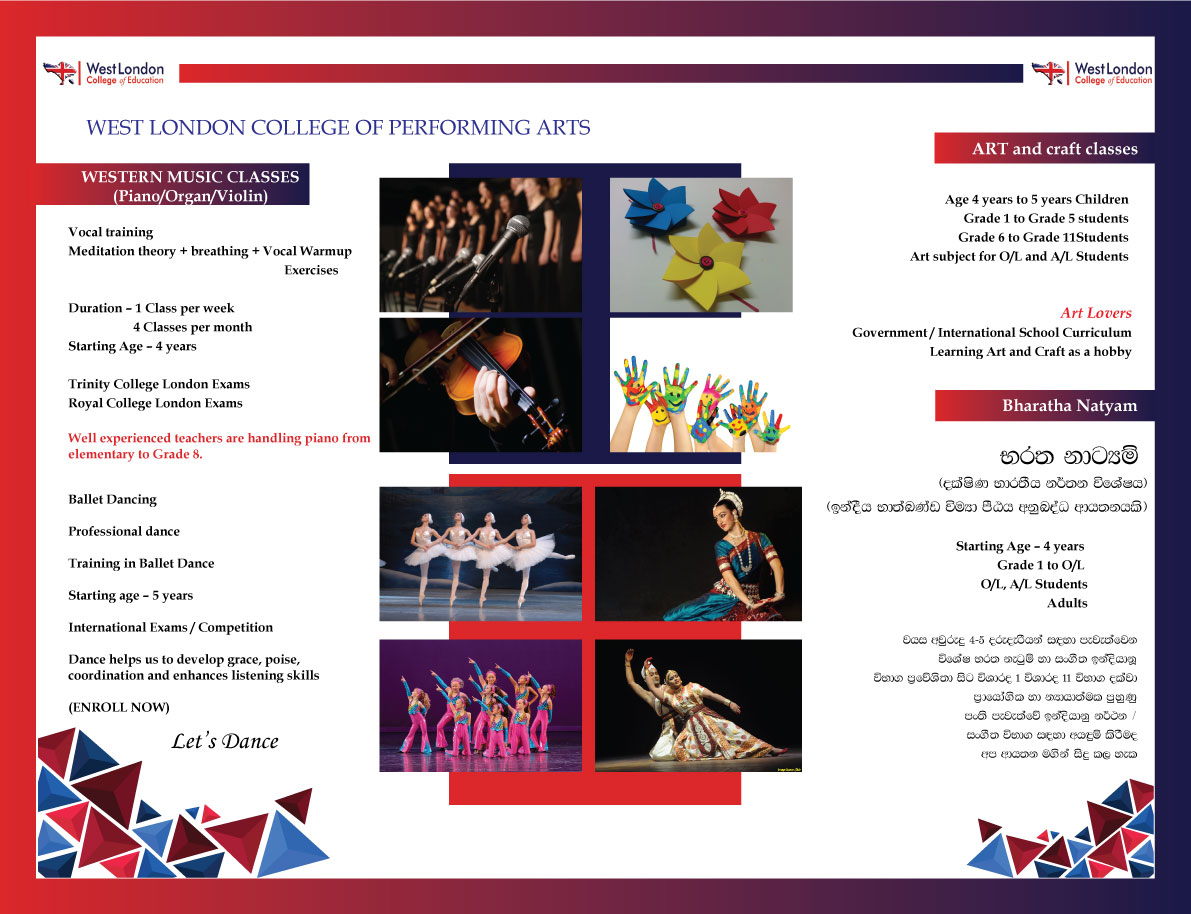 West London
College of Education
West London
College of Education
WEST LONDON COLLEGE OF PERFORMING ARTS
WESTERN MUSIC CLASSES
(Piano/Organ/Violin)
Vocal training
Meditation theory + breathing + Vocal Warmup
Exercises
Duration – 1 Class per week
4 Classes per month
Starting Age – 4 years
Trinity College London Exams
Royal College London Exams
Well experienced teachers are handling piano from
elementary to Grade 8.
Ballet Dancing
Professional dance
Training in Ballet Dance
Starting age – 5 years
International Exams / Competition
Dance helps us to develop grace, poise,
coordination and enhances listening skills
(ENROLL NOW)
Let's Dance
ART and craft classes
Age 4 years to 5 years Children
Grade 1 to Grade 5 students
Grade 6 to Grade 11Students
Art subject for O/L and A/L Students
Art Lovers
Government / International School Curriculum
Learning Art and Craft as a hobby
Bharatha Natyam
භරත නාට්‍යම්
(දක්ෂිණ භාරතීය නර්තන විශේෂය)
(ඉන්දීය භාත්ඛණ්ඩ විද්‍යා පීඨය අනුබද්ධ ආයතනයකි)
Starting Age – 4 years
Grade 1 to O/L
O/L, A/L Students
Adults
වයස අවුරුදු 4-5 දරුදැරියන් සඳහා පැවැත්වෙන
විශේෂ භරත නැටුම් හා සංගීත ඉන්දියානු
විභාග ප්‍රවේශිකා සිට විශාරද 1 විශාරද 11 විභාග දක්වා
ප්‍රායෝගික හා න්‍යායාත්මක පුහුණු
පංති පැවැත්වේ ඉන්දියානු නර්ථන /
සංගීත විභාග සඳහා අයදුම් කිරීමද
අප ආයතන මගින් සිදු කල හැක